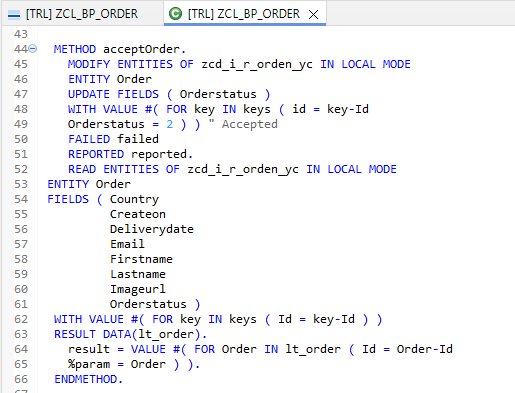 [TRL] ZCL_BP_ORDER
[TRL] ZCL_BP_ORDER
43
44 METHOD acceptOrder.
45 MODIFY ENTITIES OF zcd_i_r_orden_yc IN LOCAL MODE
46 ENTITY Order
47 UPDATE FIELDS ( Orderstatus )
48 WITH VALUE #( FOR key IN keys ( id = key-Id
49 Orderstatus = 2 ) ) " Accepted
50 FAILED failed
51 REPORTED reported.
52 READ ENTITIES OF zcd_i_r_orden_yc IN LOCAL MODE
53 ENTITY Order
54 FIELDS ( Country
55 Createon
56 Deliverydate
57 Email
58 Firstname
59 Lastname
60 Imageurl
61 Orderstatus )
62 WITH VALUE #( FOR key IN keys ( Id = key-Id ) )
63 RESULT DATA(lt_order).
64 result = VALUE #( FOR Order IN lt_order ( Id = Order-Id
65 %param = Order ) ).
66 ENDMETHOD.